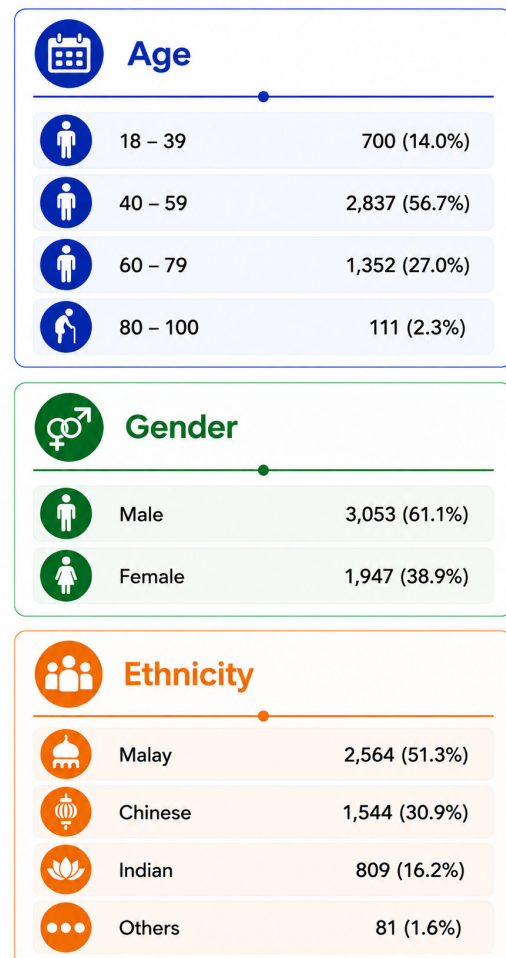 Age
18 – 39 700 (14.0%)
40 – 59 2,837 (56.7%)
60 – 79 1,352 (27.0%)
80 – 100 111 (2.3%)
Gender
Male 3,053 (61.1%)
Female 1,947 (38.9%)
Ethnicity
Malay 2,564 (51.3%)
Chinese 1,544 (30.9%)
Indian 809 (16.2%)
Others 81 (1.6%)